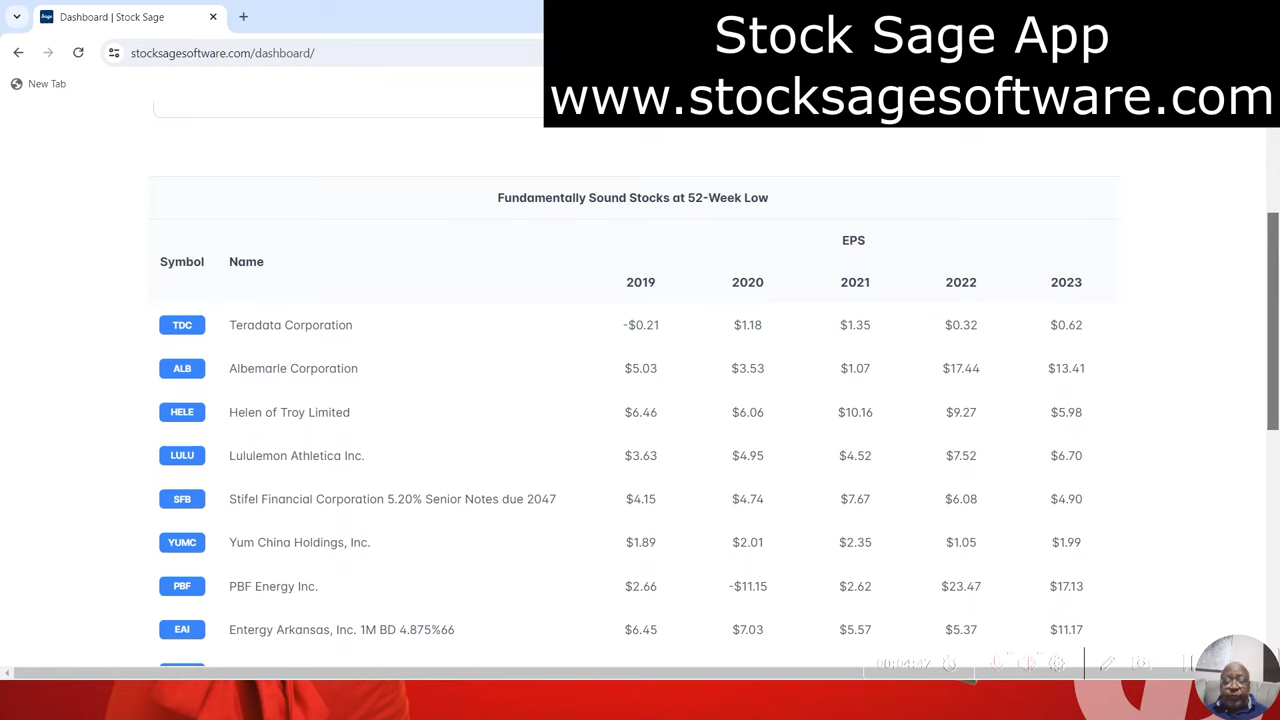 Dashboard | Stock Sage
Stock Sage App
www.stocksagesoftware.com
stocksagesoftware.com/dashboard/
New Tab
Fundamentally Sound Stocks at 52-Week Low
EPS
Symbol Name
2019 2020 2021 2022 2023
TDC Teradata Corporation -$0.21 $1.18 $1.35 $0.32 $0.62
ALB Albemarle Corporation $5.03 $3.53 $1.07 $17.44 $13.41
HELE Helen of Troy Limited $6.46 $6.06 $10.16 $9.27 $5.98
LULU Lululemon Athletica Inc. $3.63 $4.95 $4.52 $7.52 $6.70
SFB Stifel Financial Corporation 5.20% Senior Notes due 2047 $4.15 $4.74 $7.67 $6.08 $4.90
YUMC Yum China Holdings, Inc. $1.89 $2.01 $2.35 $1.05 $1.99
PBF PBF Energy Inc. $2.66 -$11.15 $2.62 $23.47 $17.13
EAI Entergy Arkansas, Inc. 1M BD 4.875%66 $6.45 $7.03 $5.57 $5.37 $11.17